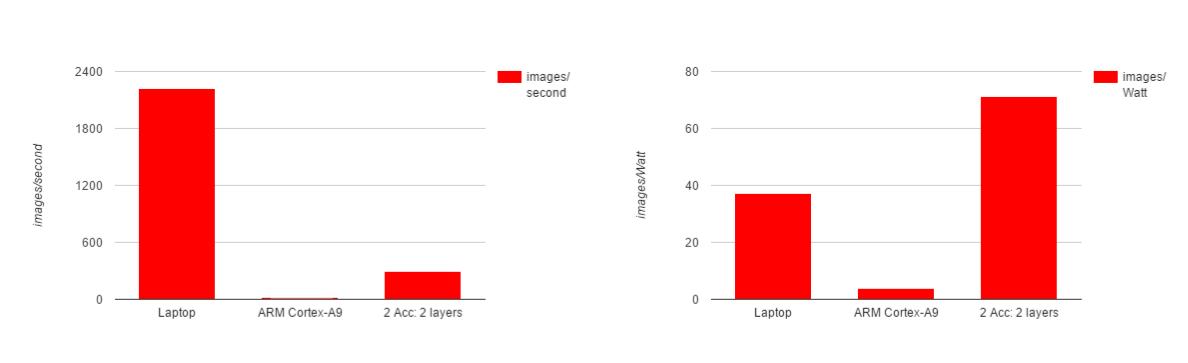 2400
1800
1200
600
0
images/second
Laptop
ARM Cortex-A9
2 Acc: 2 layers
images/
second
80
60
40
20
0
images/Watt
Laptop
ARM Cortex-A9
2 Acc: 2 layers
images/
Watt